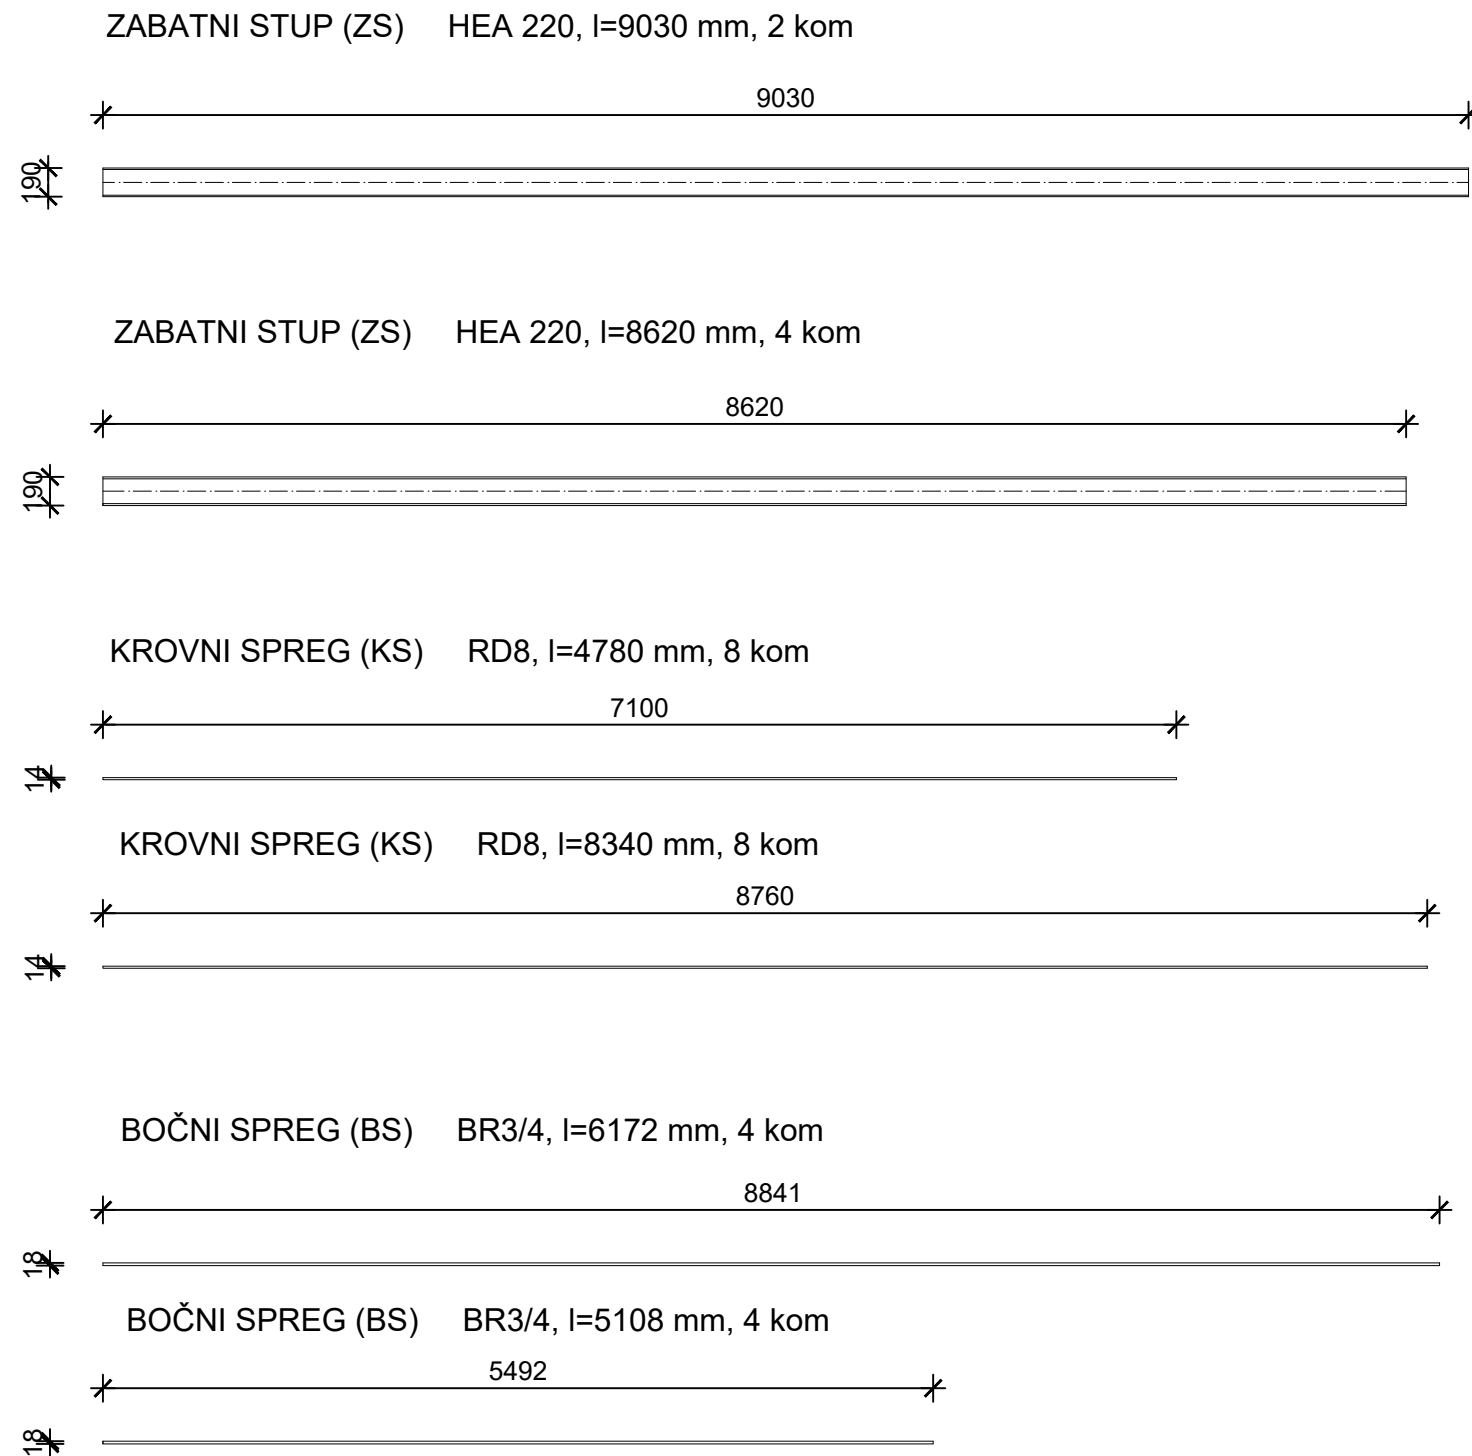 ZABATNI STUP (ZS) HEA 220, l=9030 mm, 2 kom
9030
190
ZABATNI STUP (ZS) HEA 220, l=8620 mm, 4 kom
8620
190
KROVNI SPREG (KS) RD8, l=4780 mm, 8 kom
7100
14
KROVNI SPREG (KS) RD8, l=8340 mm, 8 kom
8760
14
BOČNI SPREG (BS) BR3/4, l=6172 mm, 4 kom
8841
18
BOČNI SPREG (BS) BR3/4, l=5108 mm, 4 kom
5492
18